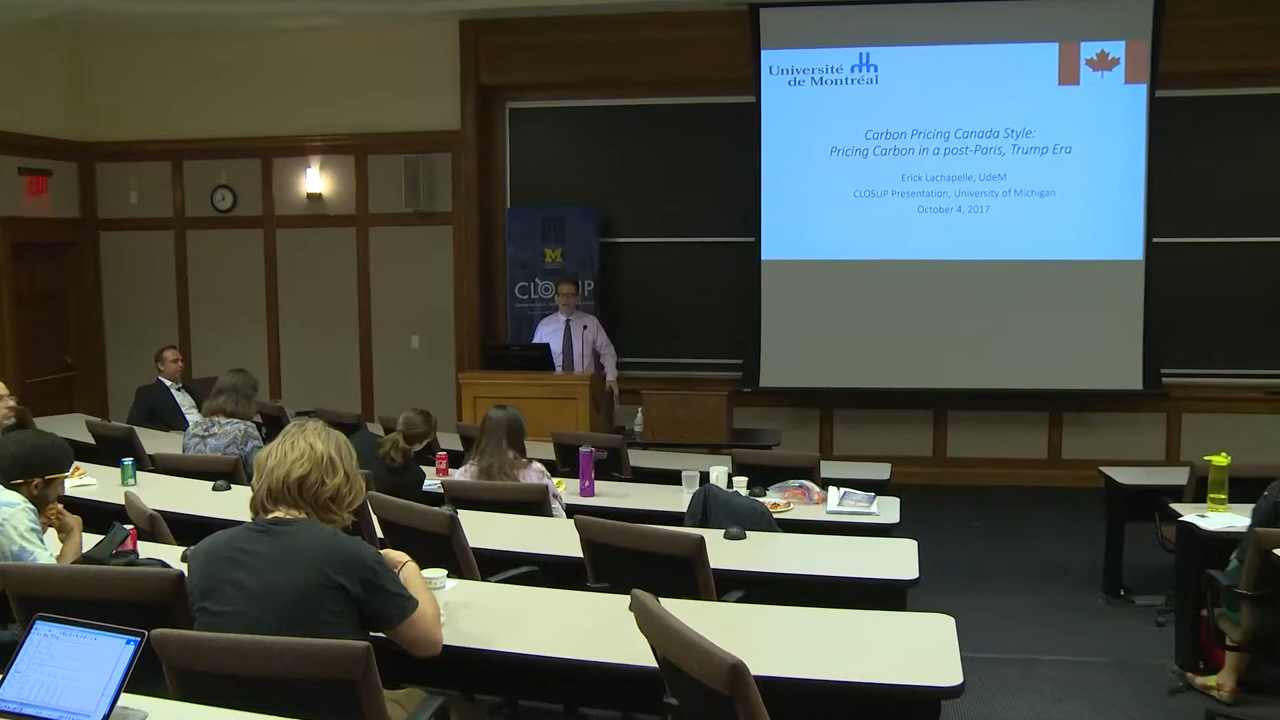 Université
de Montréal
Carbon Pricing Canada Style:
Pricing Carbon in a post-Paris, Trump Era
Erick Lachapelle, UdeM
CLOSUP Presentation, University of Michigan
October 4, 2017
EXIT
M
CLOSUP